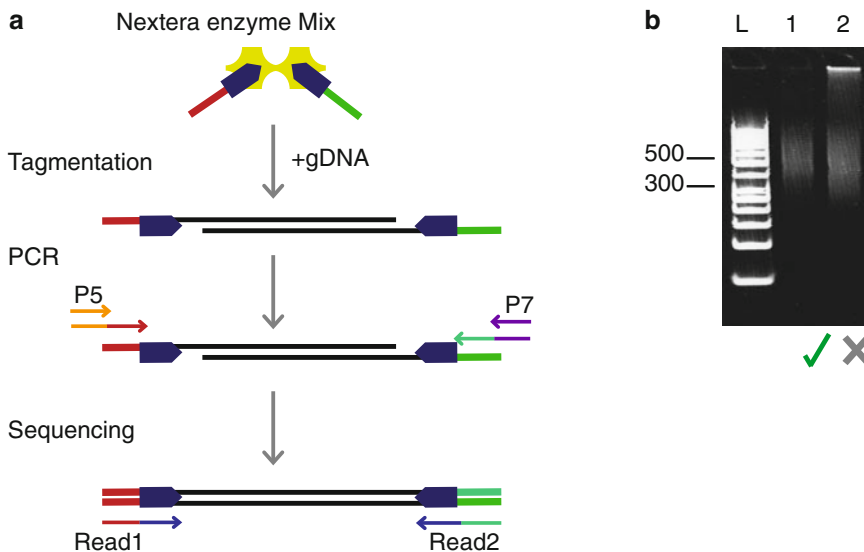 a
Nextera enzyme Mix
Tagmentation
+gDNA
PCR
P5
P7
Sequencing
Read1
Read2
b
L 1 2
500
300